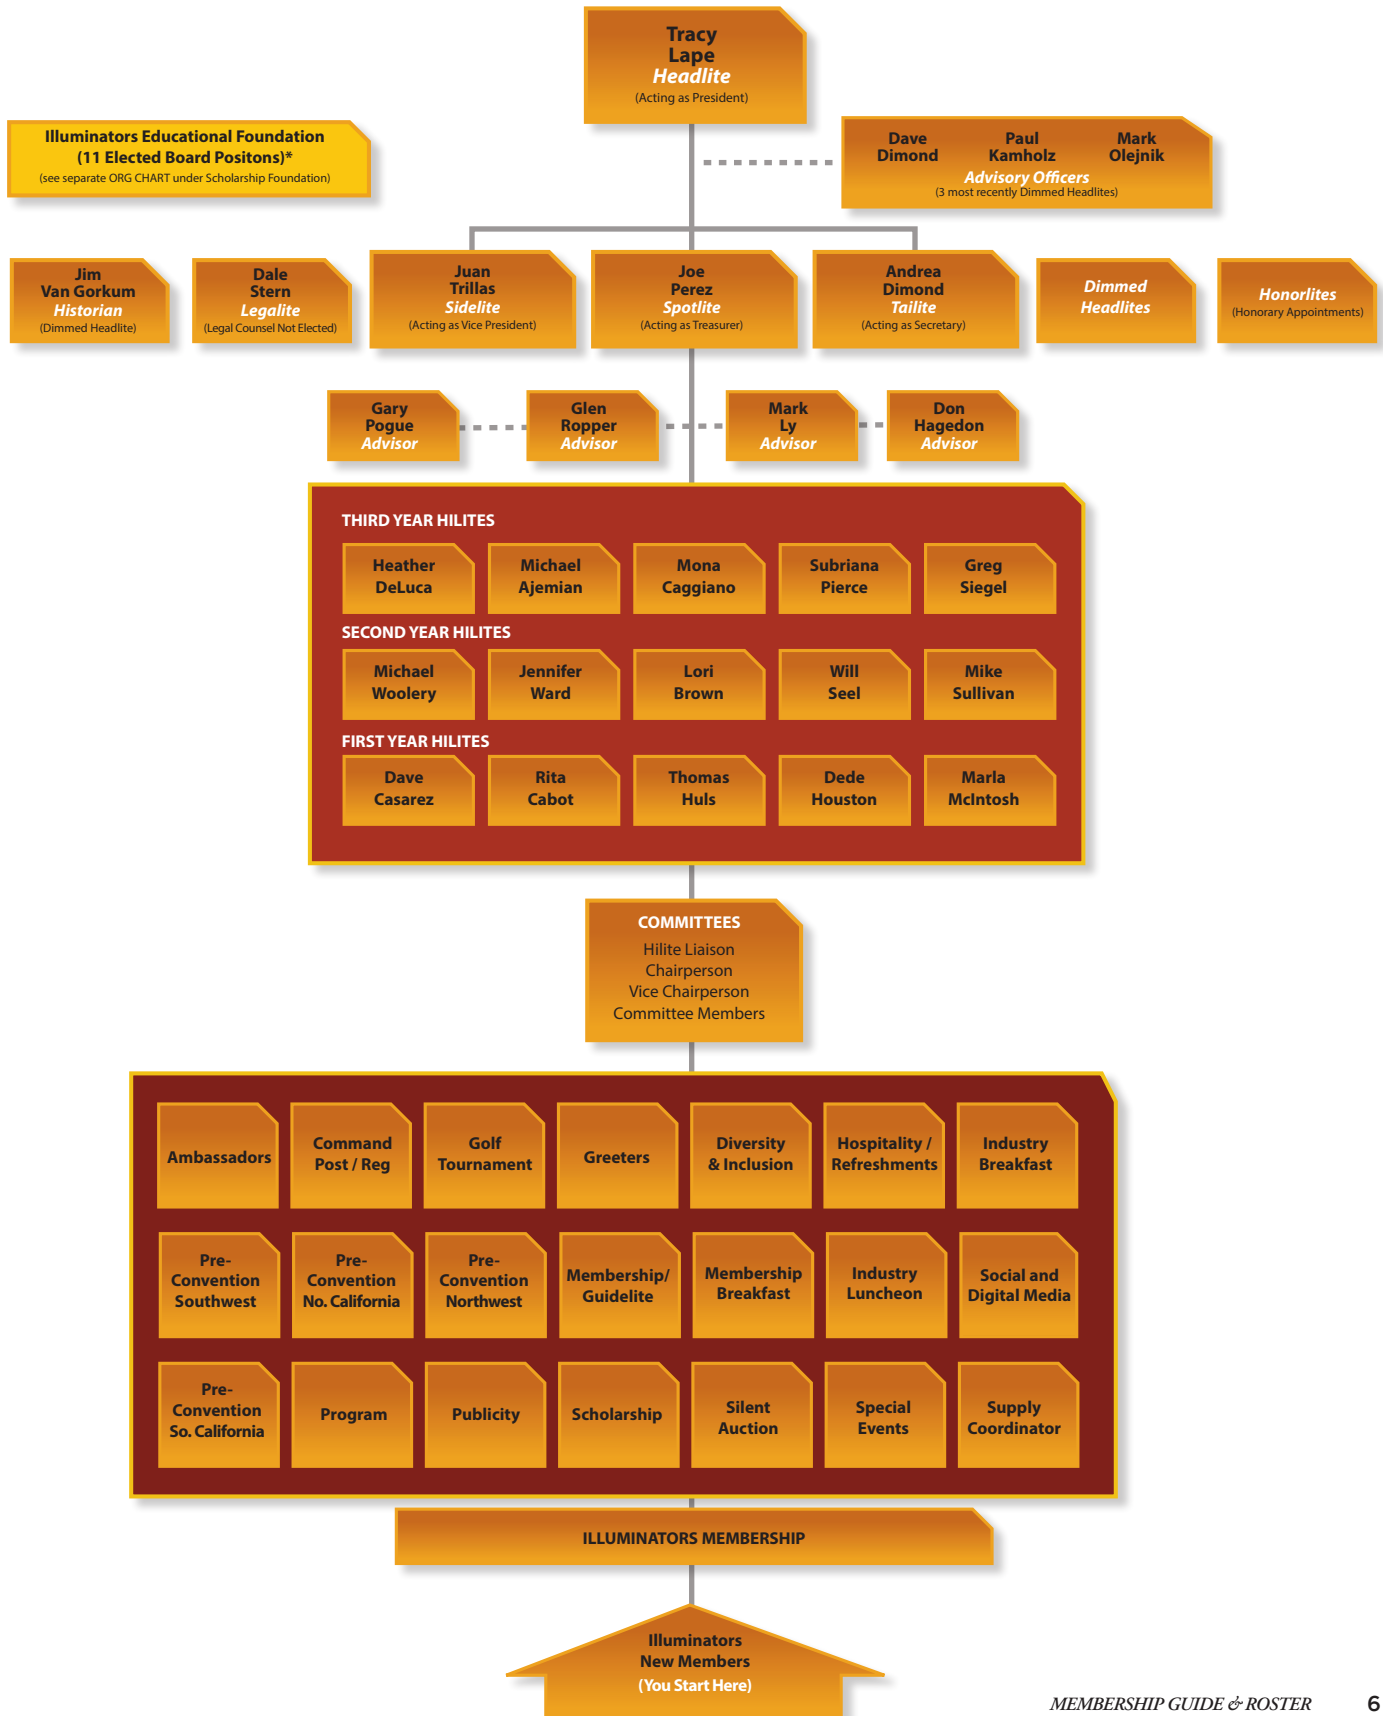 Tracy
Lape
Headlite
(Acting as President)
Illuminators Educational Foundation
(11 Elected Board Positons)*
(see separate ORG CHART under Scholarship Foundation)
Dave
Dimond
Paul
Kamholz
Mark
Olejnik
Advisory Officers
(3 most recently Dimmed Headlites)
Jim
Van Gorkum
Historian
(Dimmed Headlite)
Dale
Stern
Legalite
(Legal Counsel Not Elected)
Juan
Trillas
Sidelite
(Acting as Vice President)
Joe
Perez
Spotlite
(Acting as Treasurer)
Andrea
Dimond
Tailite
(Acting as Secretary)
Dimmed
Headlites
Honorlites
(Honorary Appointments)
Gary
Pogue
Advisor
Glen
Ropper
Advisor
Mark
Ly
Advisor
Don
Hagedon
Advisor
THIRD YEAR HILITES
Heather
DeLuca
Michael
Ajemian
Mona
Caggiano
Subriana
Pierce
Greg
Siegel
SECOND YEAR HILITES
Michael
Woolery
Jennifer
Ward
Lori
Brown
Will
Seel
Mike
Sullivan
FIRST YEAR HILITES
Dave
Casarez
Rita
Cabot
Thomas
Huls
Dede
Houston
Marla
McIntosh
COMMITTEES
Hilite Liaison
Chairperson
Vice Chairperson
Committee Members
Ambassadors
Command
Post / Reg
Golf
Tournament
Greeters
Diversity
& Inclusion
Hospitality /
Refreshments
Industry
Breakfast
Pre-
Convention
Southwest
Pre-
Convention
No. California
Pre-
Convention
Northwest
Membership/
Guidelite
Membership
Breakfast
Industry
Luncheon
Social and
Digital Media
Pre-
Convention
So. California
Program
Publicity
Scholarship
Silent
Auction
Special
Events
Supply
Coordinator
ILLUMINATORS MEMBERSHIP
Illuminators
New Members
(You Start Here)
MEMBERSHIP GUIDE & ROSTER 6